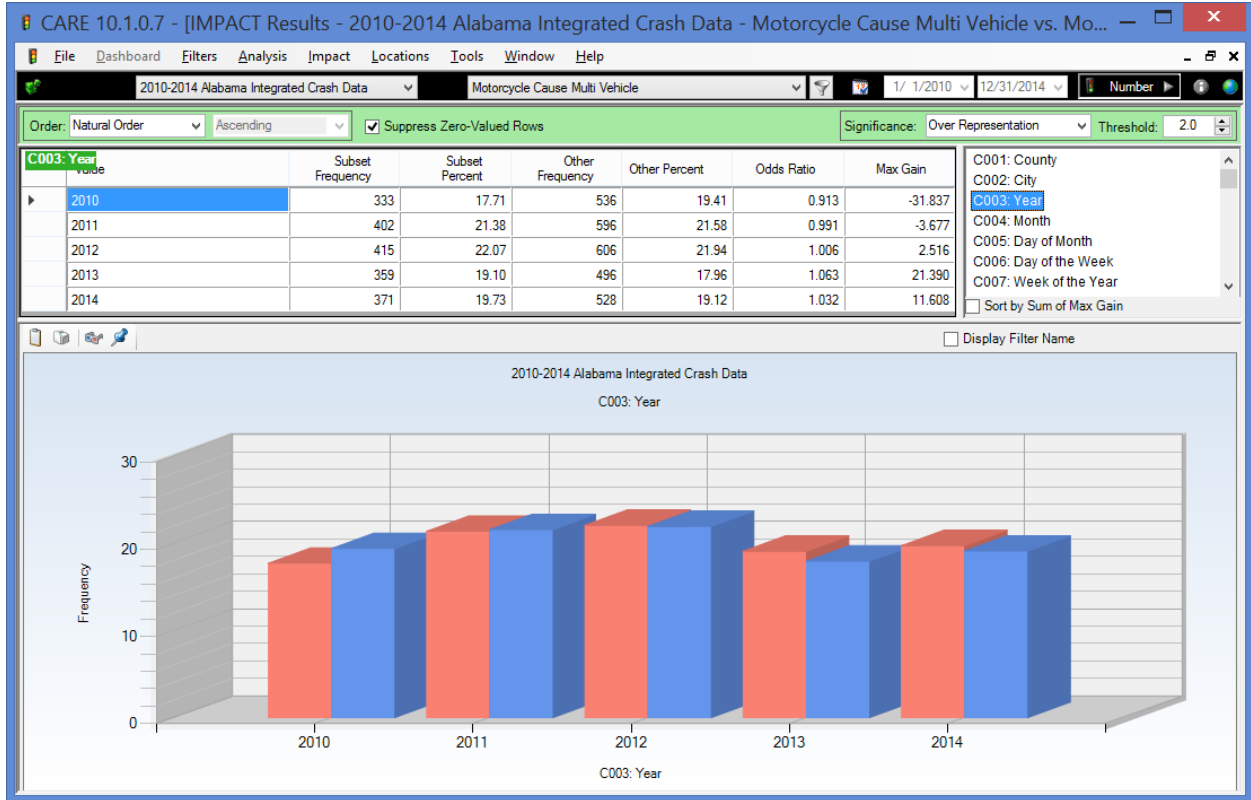 CARE 10.1.0.7 - [IMPACT Results - 2010-2014 Alabama Integrated Crash Data - Motorcycle Cause Multi Vehicle vs. Mo...
File Dashboard Filters Analysis Impact Locations Tools Window Help
2010-2014 Alabama Integrated Crash Data Motorcycle Cause Multi Vehicle 1/ 1/2010 12/31/2014 Number
Order: Natural Order Ascending Suppress Zero-Valued Rows Significance: Over Representation Threshold: 2.0
C003: Year
Value Subset Frequency Subset Percent Other Frequency Other Percent Odds Ratio Max Gain
2010 333 17.71 536 19.41 0.913 -31.837
2011 402 21.38 596 21.58 0.991 -3.677
2012 415 22.07 606 21.94 1.006 2.516
2013 359 19.10 496 17.96 1.063 21.390
2014 371 19.73 528 19.12 1.032 11.608
C001: County
C002: City
C003: Year
C004: Month
C005: Day of Month
C006: Day of the Week
C007: Week of the Year
Sort by Sum of Max Gain
Display Filter Name
2010-2014 Alabama Integrated Crash Data
C003: Year
30
20
10
0
Frequency
2010 2011 2012 2013 2014
C003: Year